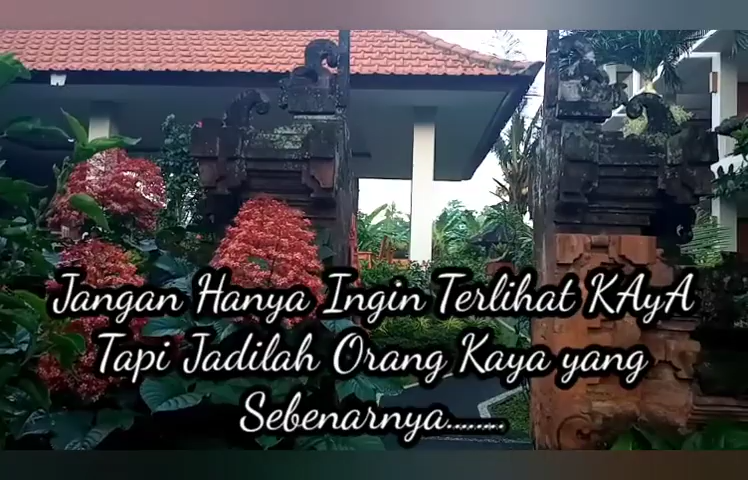 Jangan Hanya Ingin Terlihat KAyA
Tapi Jadilah Orang Kaya yang
Sebenarnya........